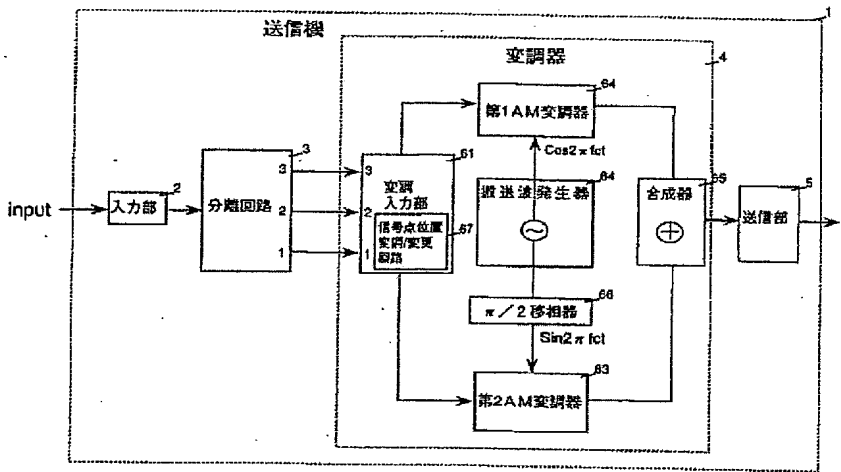 1
送信機
変調器
4
64
第1AM変調器
Cos2πfct
3
61
64
65
5
input
2
入力部
分離回路
3
2
1
3
2
1
変調
入力部
信号点位置
変調/変更
回路
67
搬送波発生器
合成器
送信部
66
π/2移相器
Sin2πfct
63
第2AM変調器